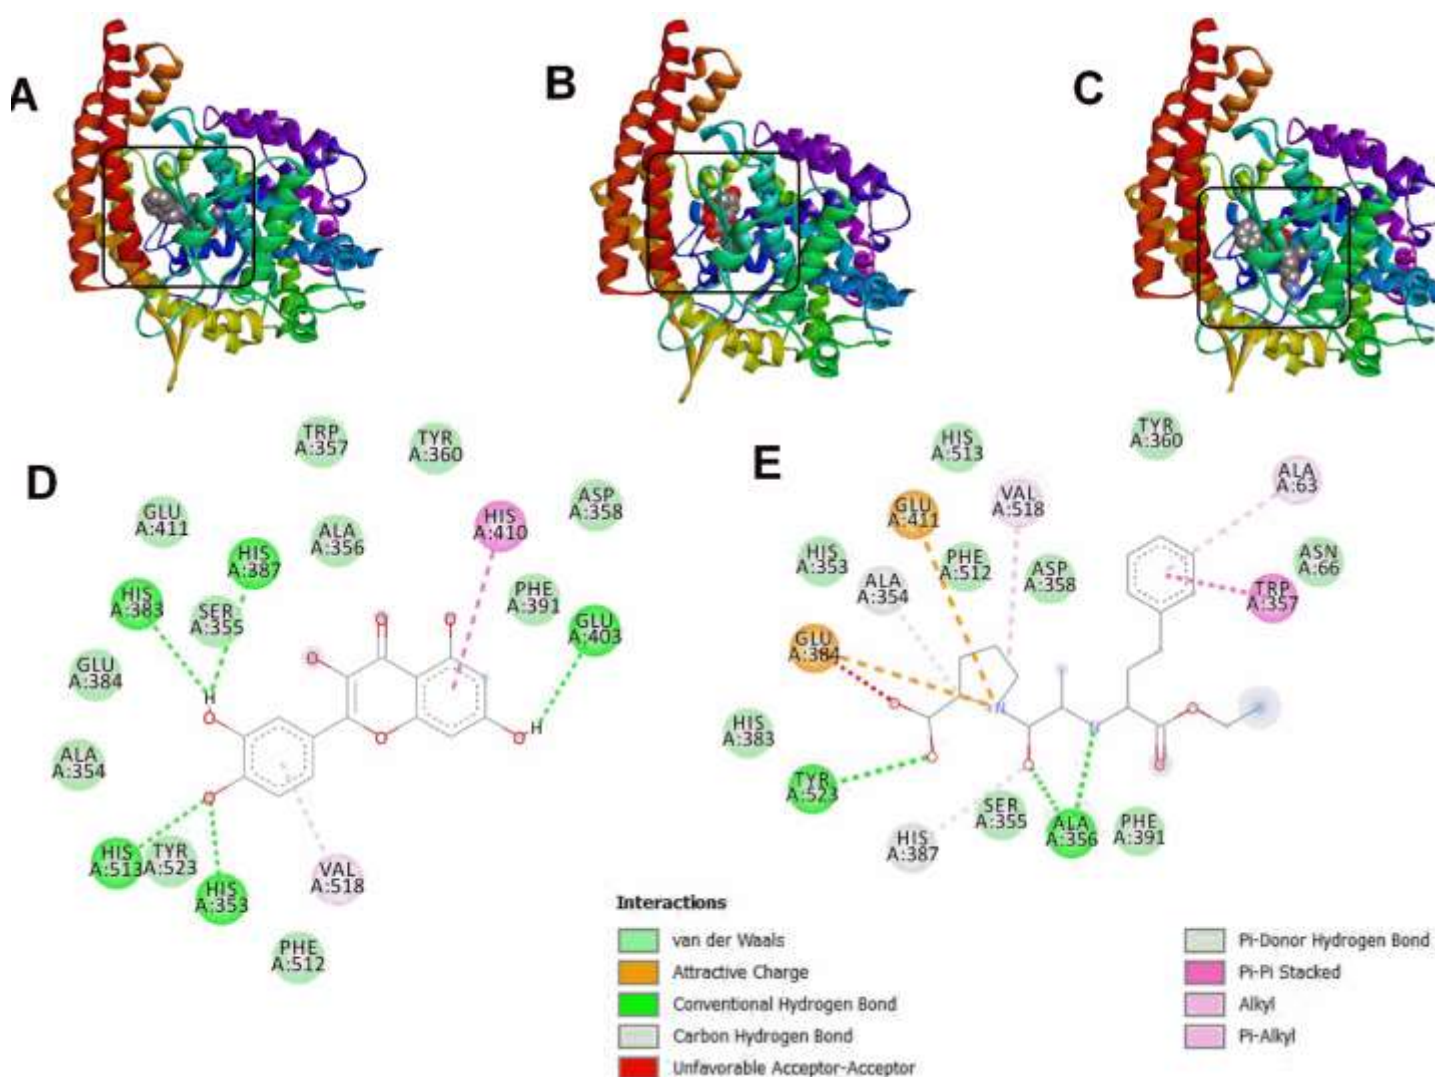 A
B
C
D
TRP
A:357
TYR
A:360
GLU
A:411
HIS
A:387
ALA
A:356
HIS
A:410
ASP
A:358
HIS
A:383
SER
A:355
PHE
A:391
GLU
A:403
GLU
A:384
H
O
O
O
O
O
O
O
H
ALA
A:354
HIS
A:513
TYR
A:523
HIS
A:353
VAL
A:518
PHE
A:512
E
HIS
A:513
TYR
A:360
GLU
A:411
VAL
A:518
ALA
A:63
HIS
A:353
ALA
A:354
PHE
A:512
ASP
A:358
ASN
A:66
TRP
A:357
GLU
A:384
O
N
N
O
O
O
O
HIS
A:383
TYR
A:523
HIS
A:387
SER
A:355
ALA
A:356
PHE
A:391
Interactions
van der Waals
Attractive Charge
Conventional Hydrogen Bond
Carbon Hydrogen Bond
Unfavorable Acceptor-Acceptor
Pi-Donor Hydrogen Bond
Pi-Pi Stacked
Alkyl
Pi-Alkyl